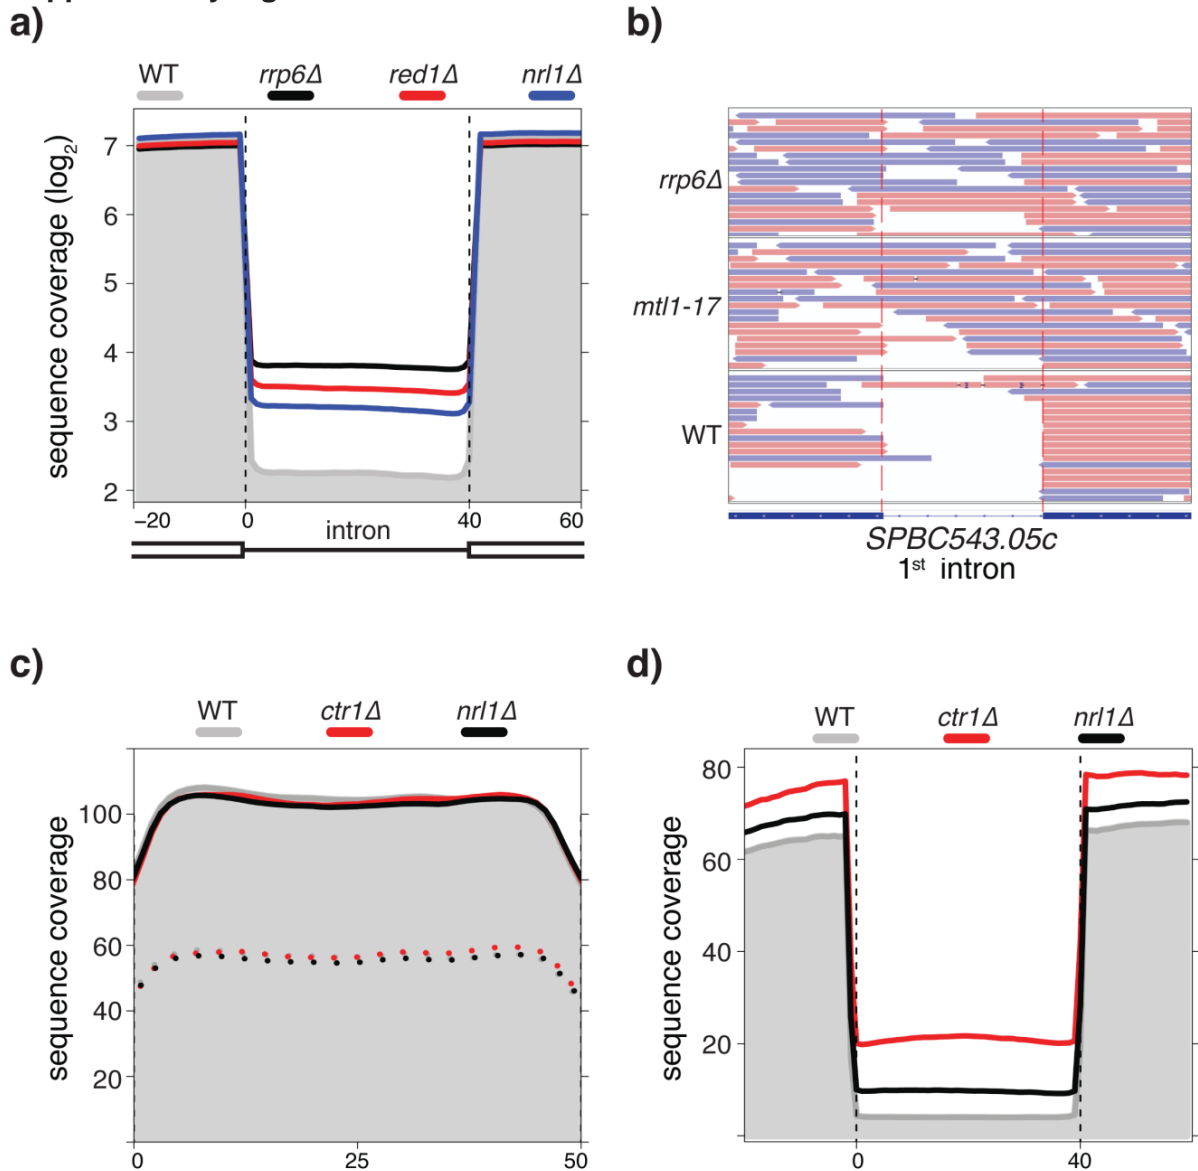 a)
WT rrp6Δ red1Δ nrl1Δ
sequence coverage (log2)
7
6
5
4
3
2
−20 0 intron 40 60
b)
rrp6Δ
mtl1-17
WT
SPBC543.05c
1st intron
c)
WT ctr1Δ nrl1Δ
sequence coverage
100
80
60
40
20
0 25 50
d)
WT ctr1Δ nrl1Δ
sequence coverage
80
60
40
20
0 40